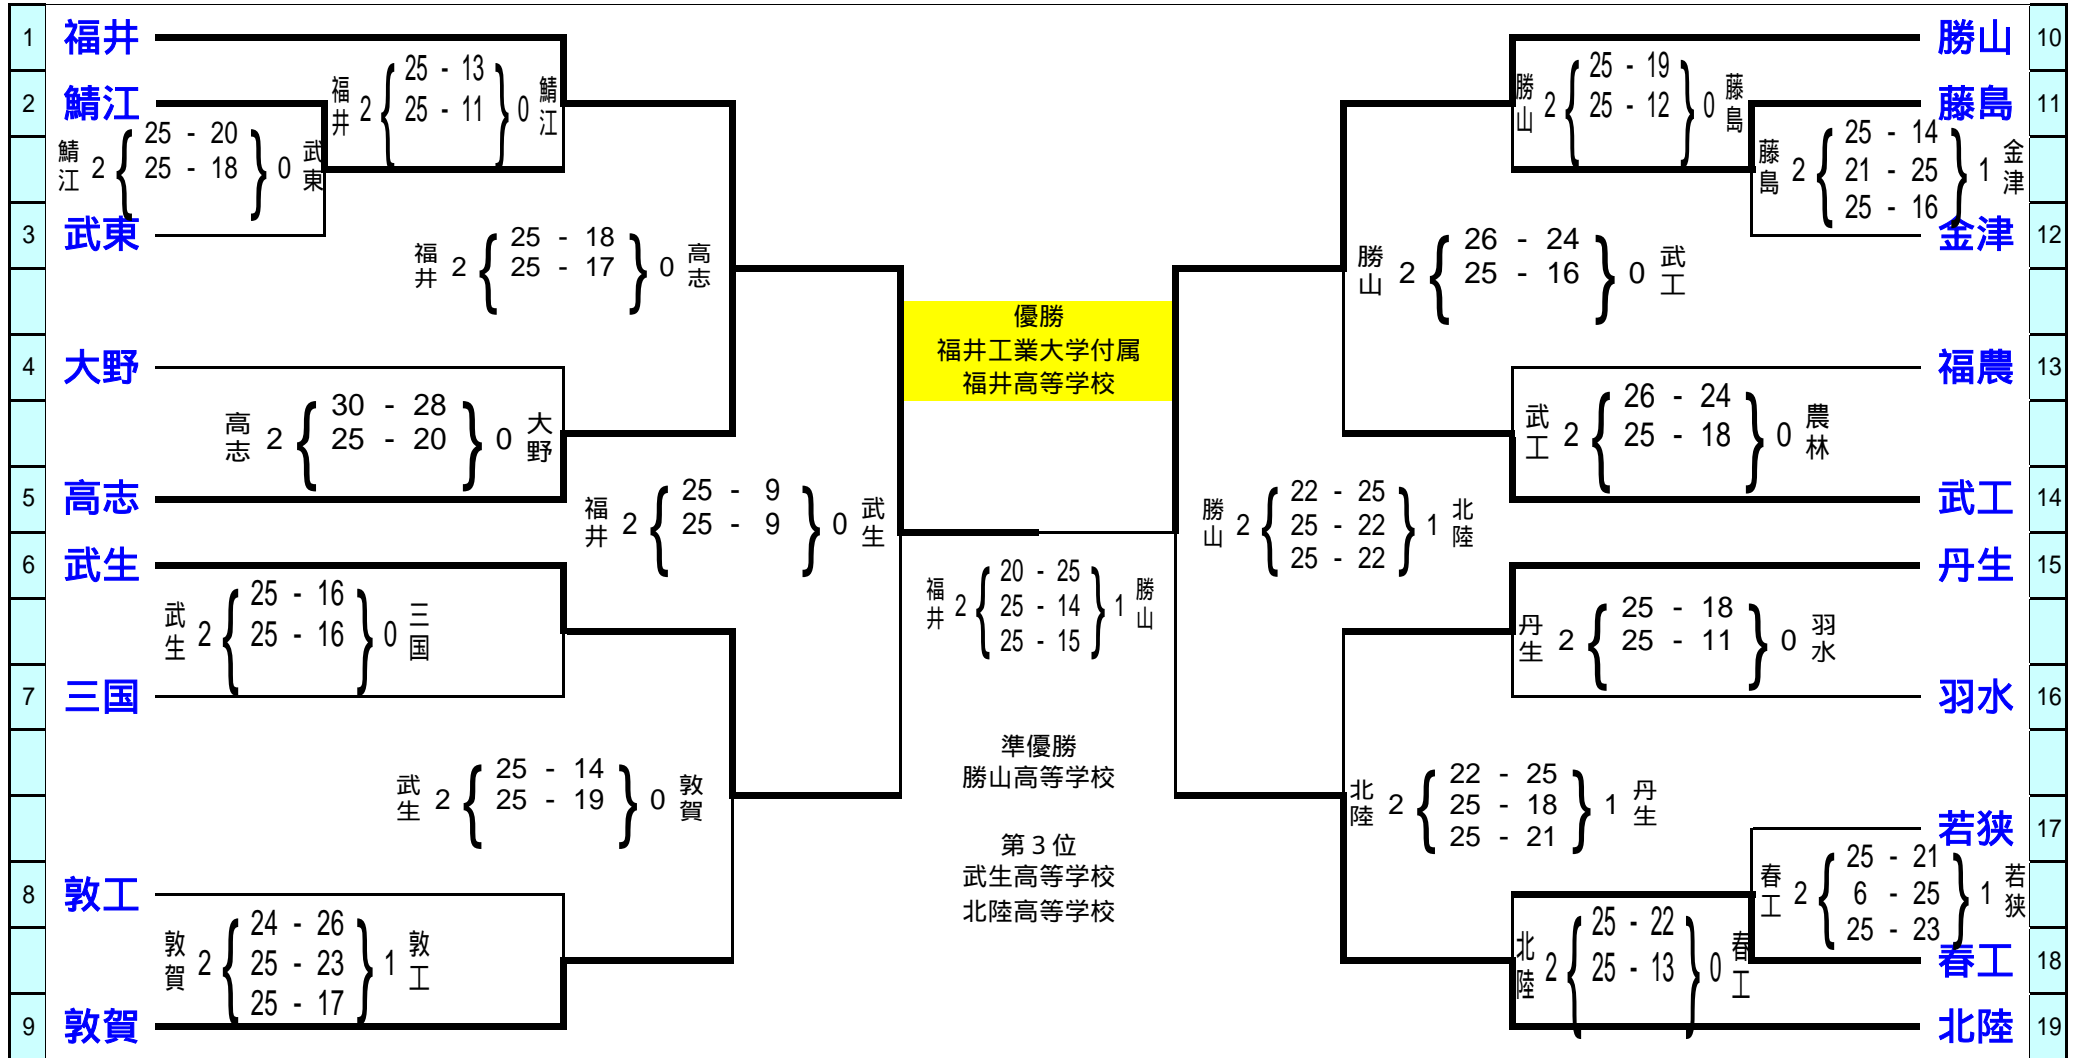 1 福井
2 鯖江
3 武東
4 大野
5 高志
6 武生
7 三国
8 敦工
9 敦賀
鯖江 2 { 25 - 20 } 0 武東
25 - 18
福井 2 { 25 - 13 } 0 鯖江
25 - 11
福井 2 { 25 - 18 } 0 高志
25 - 17
高志 2 { 30 - 28 } 0 大野
25 - 20
福井 2 { 25 - 9 } 0 武生
25 - 9
武生 2 { 25 - 16 } 0 三国
25 - 16
武生 2 { 25 - 14 } 0 敦賀
25 - 19
敦賀 2 { 24 - 26 } 1 敦工
25 - 23
25 - 17
優勝
福井工業大学付属
福井高等学校
福井 2 { 20 - 25 } 1 勝山
25 - 14
25 - 15
準優勝
勝山高等学校
第3位
武生高等学校
北陸高等学校
勝山 2 { 25 - 19 } 0 藤島
25 - 12
藤島 2 { 25 - 14 } 1 金津
21 - 25
25 - 16
勝山 2 { 26 - 24 } 0 武工
25 - 16
武工 2 { 26 - 24 } 0 農林
25 - 18
勝山 2 { 22 - 25 } 1 北陸
25 - 22
25 - 22
丹生 2 { 25 - 18 } 0 羽水
25 - 11
北陸 2 { 22 - 25 } 1 丹生
25 - 18
25 - 21
春工 2 { 25 - 21 } 1 若狭
6 - 25
25 - 23
北陸 2 { 25 - 22 } 0 春工
25 - 13
勝山 10
藤島 11
金津 12
福農 13
武工 14
丹生 15
羽水 16
若狭 17
春工 18
北陸 19